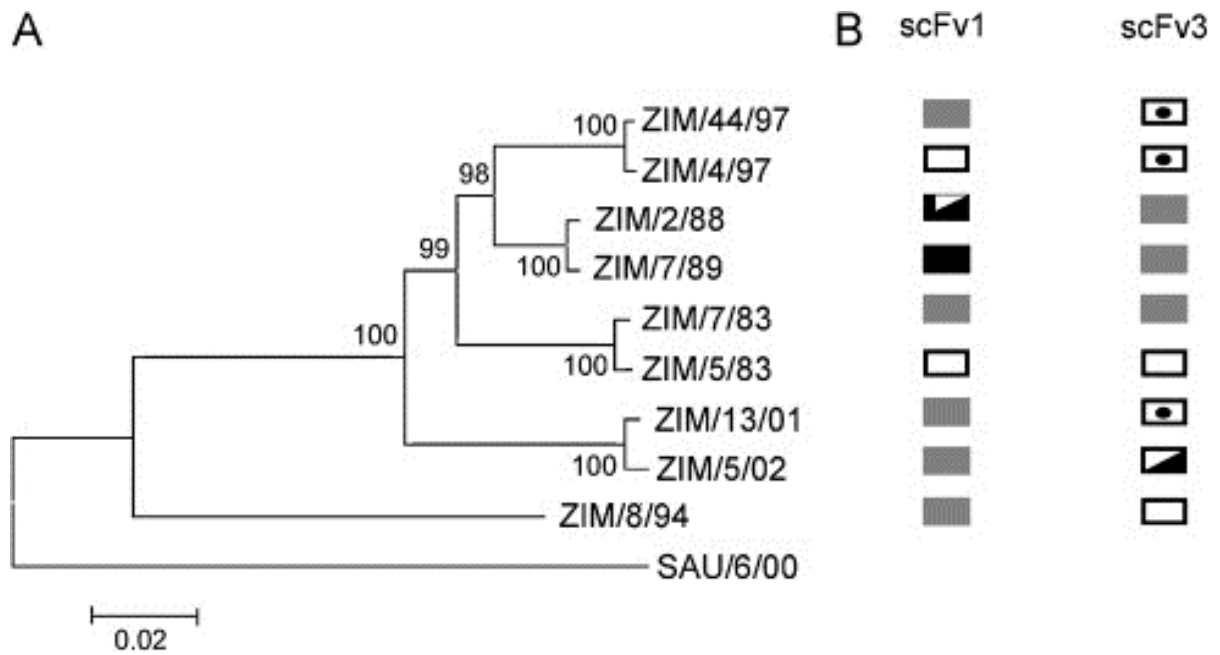 A
B
scFv1
scFv3
100
ZIM/44/97
ZIM/4/97
98
ZIM/2/88
99
100
ZIM/7/89
ZIM/7/83
100
100
ZIM/5/83
ZIM/13/01
100
ZIM/5/02
ZIM/8/94
SAU/6/00
0.02